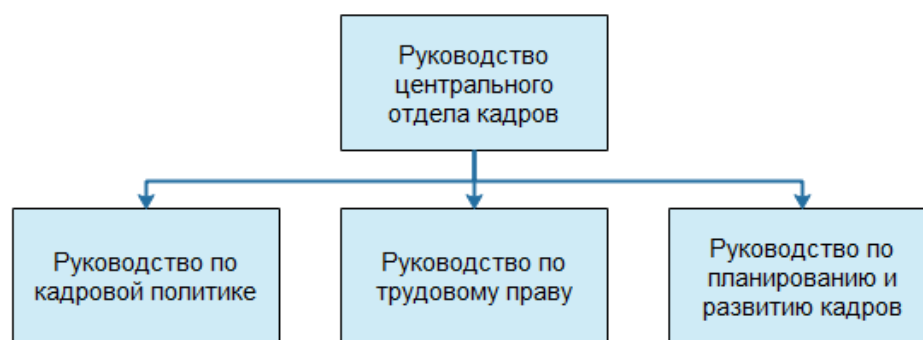 Руководство
центрального
отдела кадров
Руководство по
кадровой политике
Руководство по
трудовому праву
Руководство по
планированию и
развитию кадров